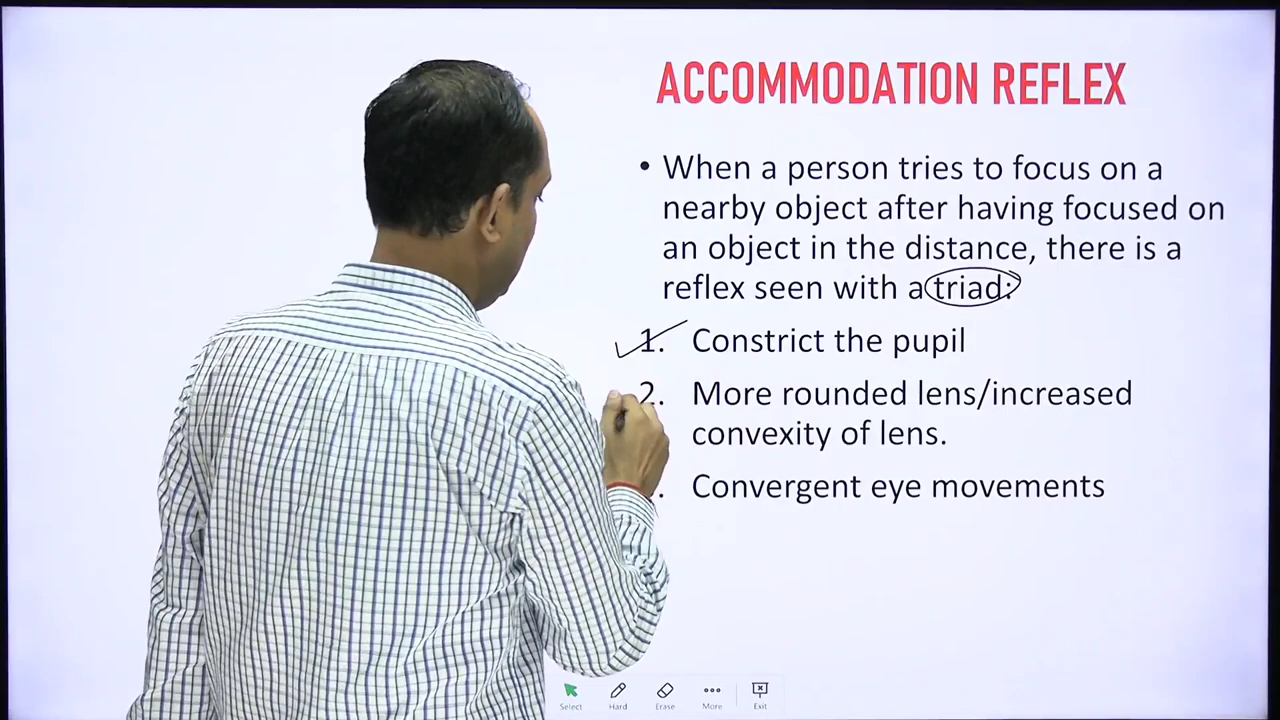 ACCOMMODATION REFLEX
• When a person tries to focus on a
nearby object after having focused on
an object in the distance, there is a
reflex seen with a triad:
1. Constrict the pupil
2. More rounded lens/increased
convexity of lens.
. Convergent eye movements
Select Hard Erase More Exit